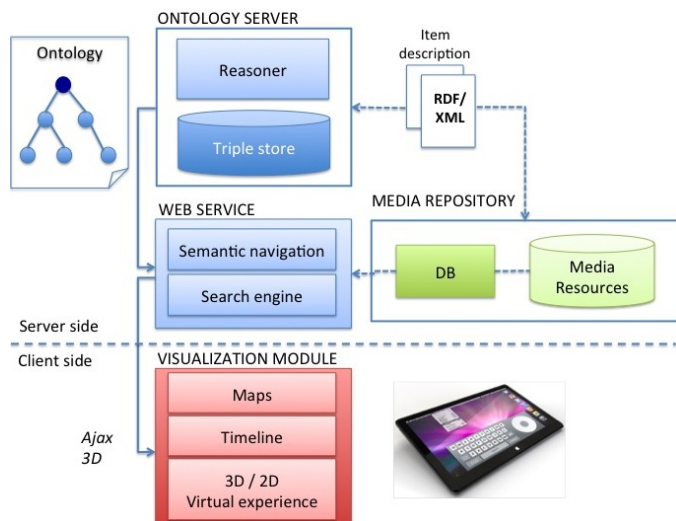 ONTOLOGY SERVER
Ontology
Reasoner
Triple store
Item
description
RDF/
XML
WEB SERVICE
Semantic navigation
Search engine
MEDIA REPOSITORY
DB
Media
Resources
Server side
Client side
VISUALIZATION MODULE
Maps
Timeline
3D / 2D
Virtual experience
Ajax
3D